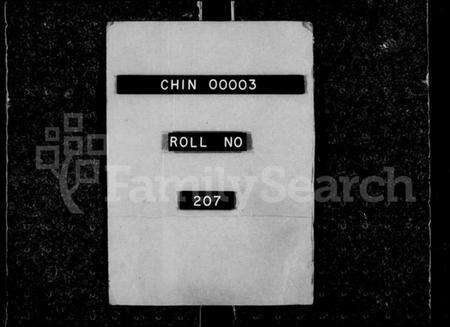 CHIN 00003
ROLL NO
207
FamilySearch